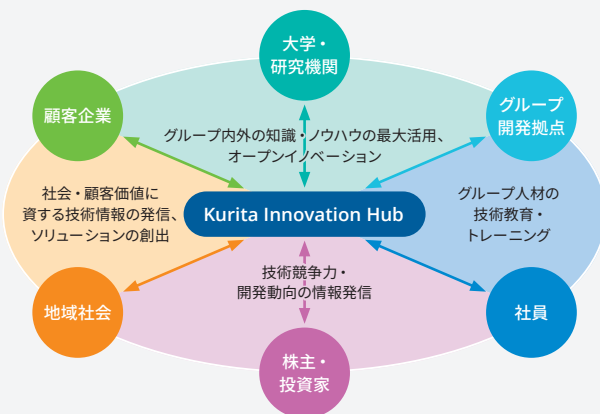 大学・
研究機関
顧客企業
グループ
開発拠点
グループ内外の知識・ノウハウの最大活用、
オープンイノベーション
社会・顧客価値に
資する技術情報の発信、
ソリューションの創出
Kurita Innovation Hub
グループ人材の
技術教育・
トレーニング
技術競争力・
開発動向の情報発信
地域社会
社員
株主・
投資家